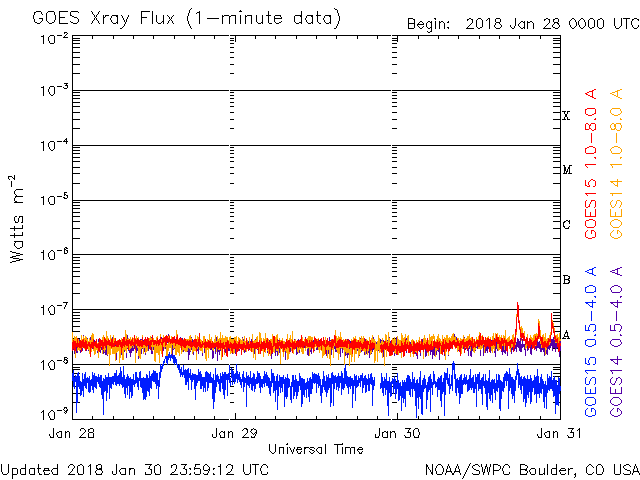 GOES Xray Flux (1-minute data)
Begin: 2018 Jan 28 0000 UTC
10-2
10-3
10-4
10-5
10-6
10-7
10-8
10-9
Watts m-2
X
M
C
B
A
GOES15 1.0-8.0 A
GOES14 1.0-8.0 A
GOES15 0.5-4.0 A
GOES14 0.5-4.0 A
Jan 28
Jan 29
Jan 30
Jan 31
Universal Time
Updated 2018 Jan 30 23:59:12 UTC
NOAA/SWPC Boulder, CO USA